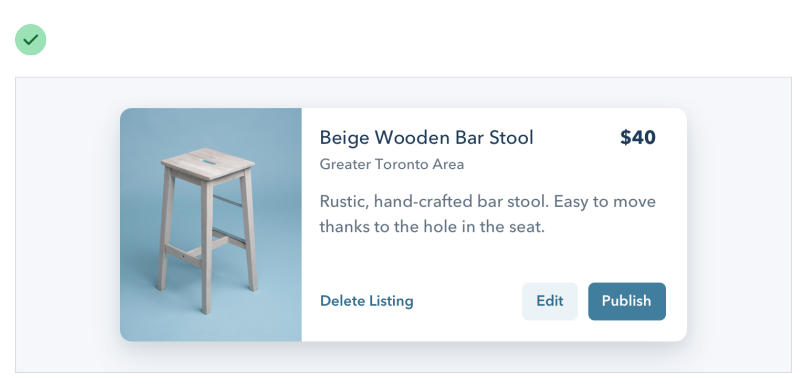 Beige Wooden Bar Stool
$40
Greater Toronto Area
Rustic, hand-crafted bar stool. Easy to move
thanks to the hole in the seat.
Delete Listing
Edit
Publish